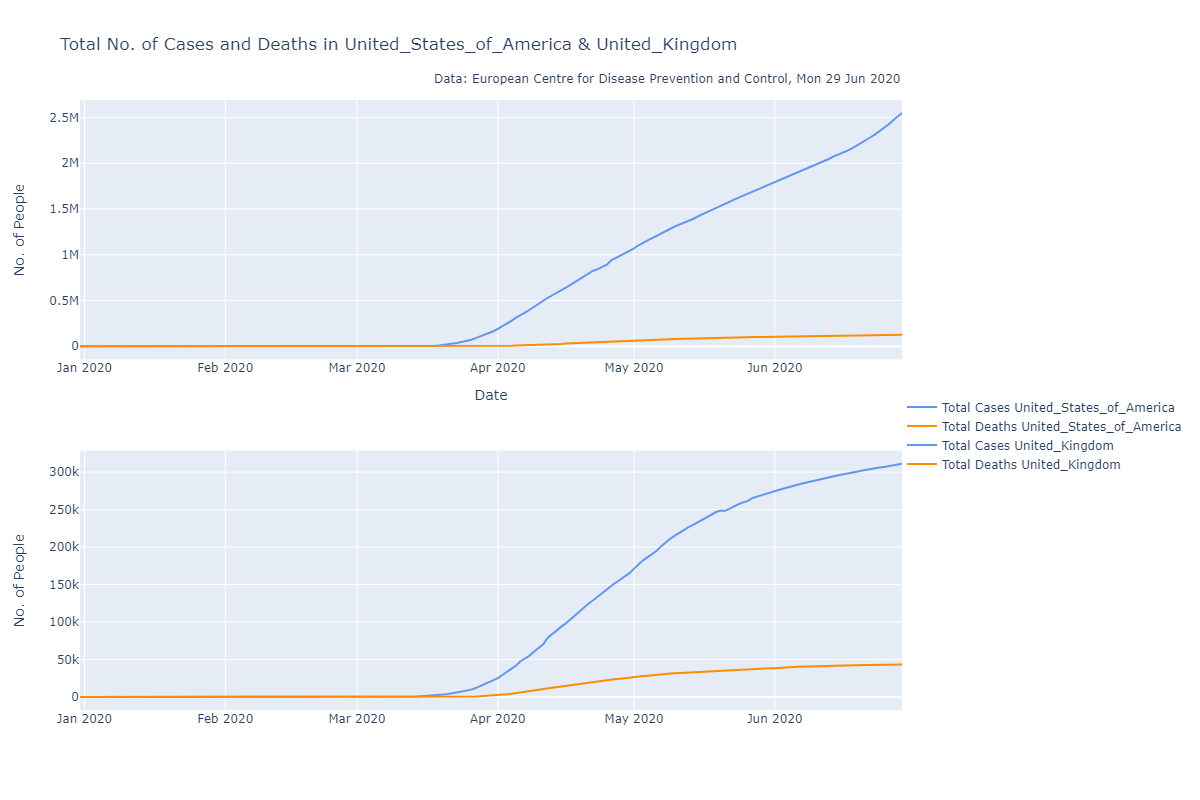 Total No. of Cases and Deaths in United_States_of_America & United_Kingdom
Data: European Centre for Disease Prevention and Control, Mon 29 Jun 2020
No. of People
2.5M
2M
1.5M
1M
0.5M
0
Jan 2020 Feb 2020 Mar 2020 Apr 2020 May 2020 Jun 2020
Date
Total Cases United_States_of_America
Total Deaths United_States_of_America
Total Cases United_Kingdom
Total Deaths United_Kingdom
No. of People
300k
250k
200k
150k
100k
50k
0
Jan 2020 Feb 2020 Mar 2020 Apr 2020 May 2020 Jun 2020